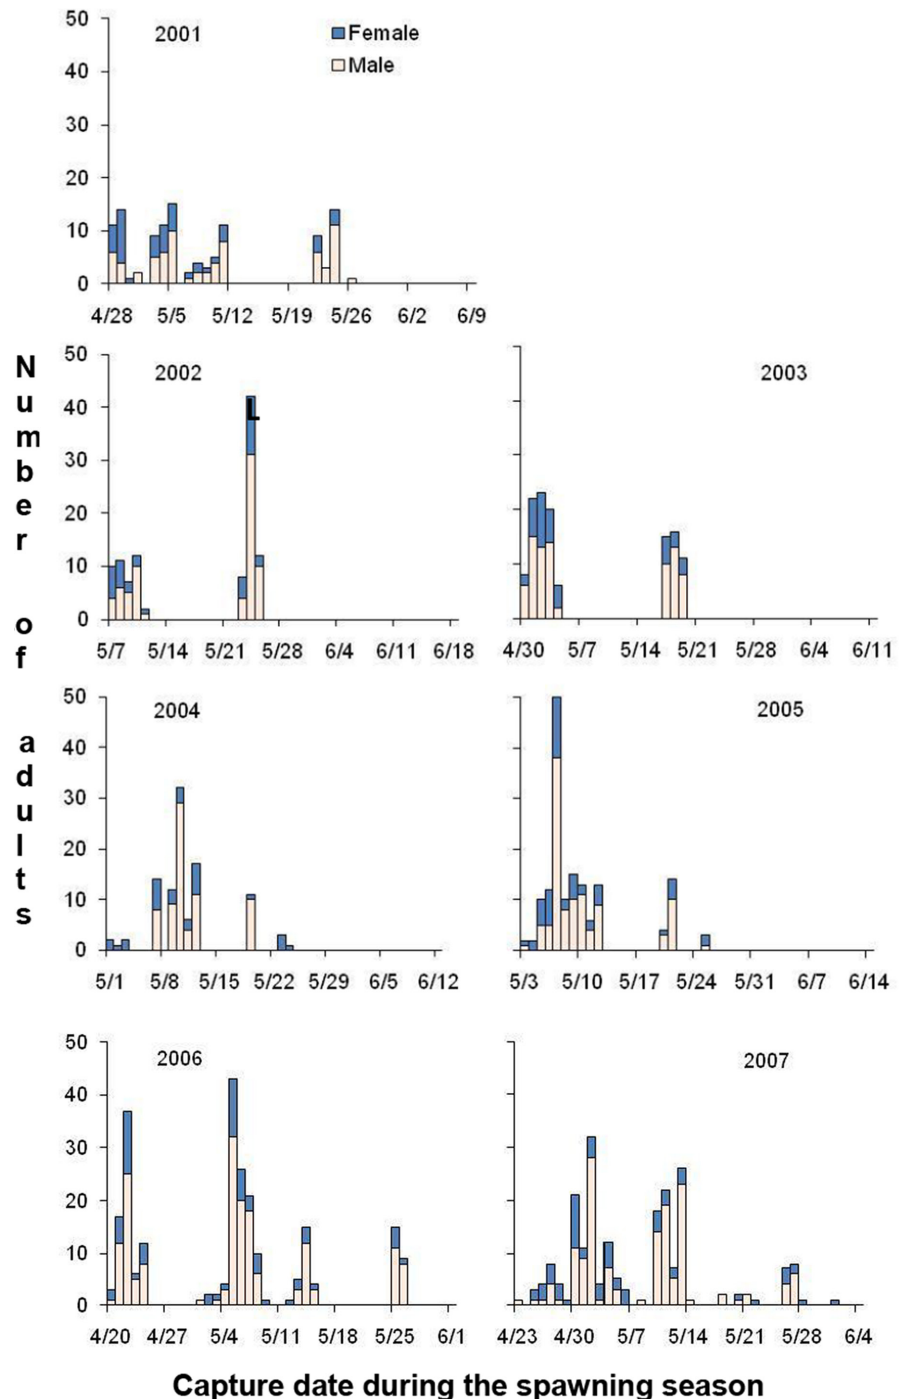 50
2001
Female
40
Male
30
20
10
0
4/28 5/5 5/12 5/19 5/26 6/2 6/9
Number of adults
50
2002
40
L
30
20
10
0
5/7 5/14 5/21 5/28 6/4 6/11 6/18
2003
4/30 5/7 5/14 5/21 5/28 6/4 6/11
50
2004
40
30
20
10
0
5/1 5/8 5/15 5/22 5/29 6/5 6/12
2005
5/3 5/10 5/17 5/24 5/31 6/7 6/14
50
2006
40
30
20
10
0
4/20 4/27 5/4 5/11 5/18 5/25 6/1
2007
4/23 4/30 5/7 5/14 5/21 5/28 6/4
Capture date during the spawning season